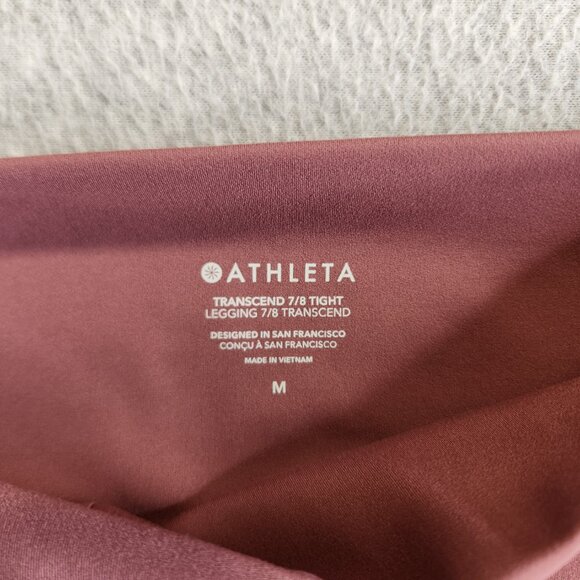 ATHLETA
TRANSCEND 7/8 TIGHT
LEGGING 7/8 TRANSCEND
DESIGNED IN SAN FRANCISCO
CONÇU À SAN FRANCISCO
MADE IN VIETNAM
M